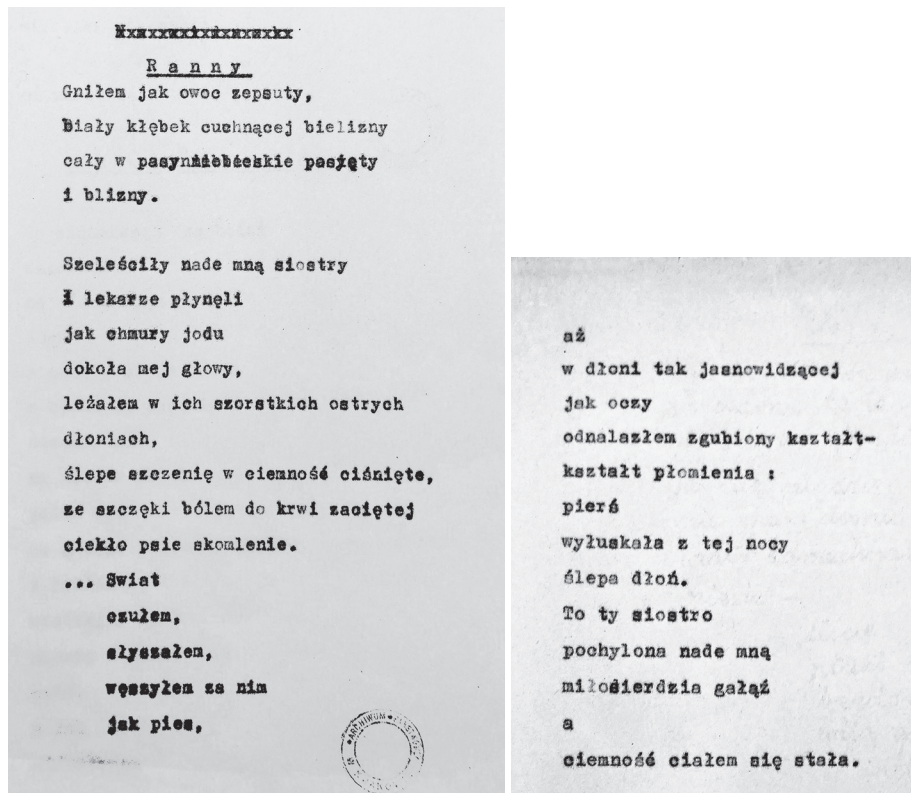 Ranny
Gniłem jak owoc zepsuty,
Biały kłębek cuchnącej bielizny
cały w pasy niebieskie pasięty
i blizny.
Szeleściły nade mną siostry
i lekarze płynęli
jak chmury jodu
dokoła mej głowy,
leżałem w ich szorstkich ostrych
dłoniach,
ślepe szczenię w ciemność ciśnięte,
ze szczęki bólem do krwi zaciętej
ciekło psie skomlenie.
... Swiat
czułem,
słyszałem,
węszyłem za nim
jak pies,
ARCHIWUM
aż
w dłoni tak jasnowidzącej
jak oczy
odnalazłem zgubiony kształt-
kształt płomienia :
pierś
wyłuskała z tej nocy
ślepa dłoń.
To ty siostro
pochylona nade mną
miłosierdzia gałąź
a
ciemność ciałem się stała.